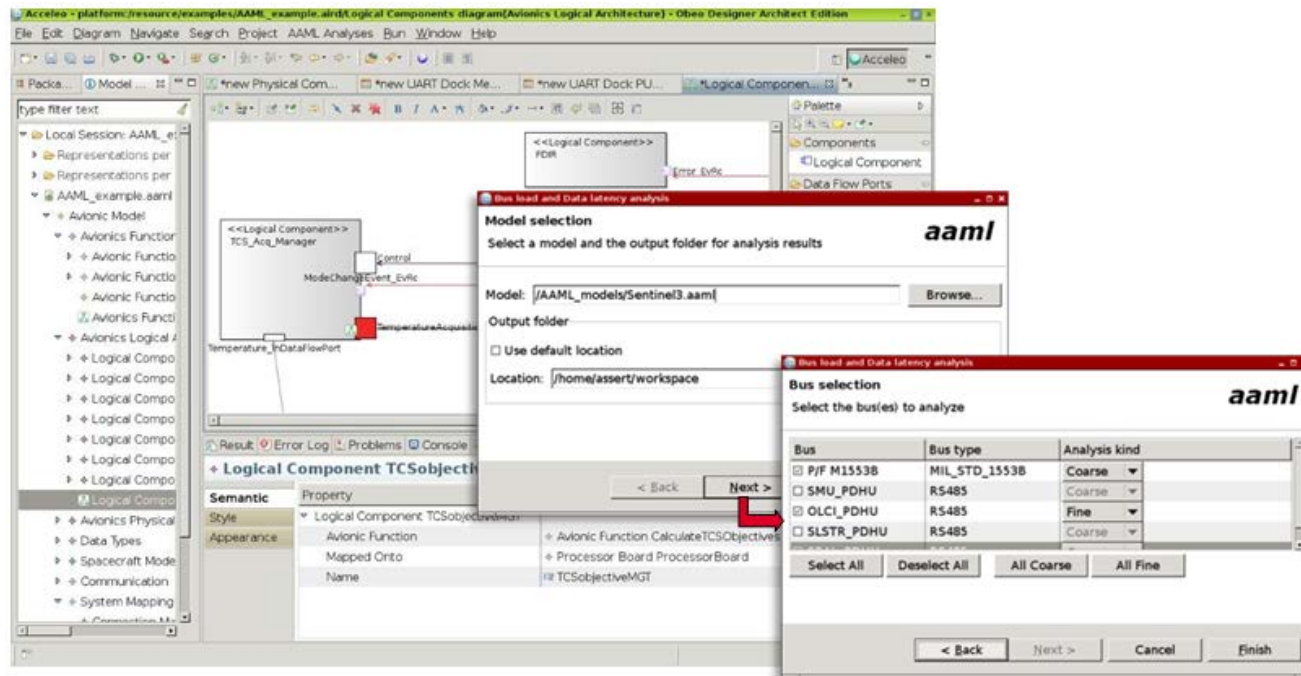 Acceleo - platform:/resource/examples/AAML_example.aird/Logical Components diagram(Avionics Logical Architecture) - Obeo Designer Architect Edition
File Edit Diagram Navigate Search Project AAML Analyses Run Window Help
Acceleo
Packa... Model ... *new Physical Com... *new UART Dock Me... *new UART Dock PU... *Logical Componen...
type filter text
Local Session: AAML_e
Representations per
Representations per
AAML_example.aaml
Avionic Model
Avionics Function
Avionic Functio
Avionic Functio
Avionic Functio
Avionics Functi
Avionics Logical A
Logical Compo
Logical Compo
Logical Compo
Logical Compo
Logical Compo
Logical Compo
Logical Compo
Logical Compo
Avionics Physical
Data Types
Spacecraft Mode
Communication
System Mapping
<<Logical Component>>
FDIR
Error_EvRc
<<Logical Component>>
TCS_Acq_Manager
Control
ModeChangeEvent_EvRc
Temperature_InDataFlowPort
Palette
Components
Logical Component
Data Flow Ports
Result Error Log Problems Console
Logical Component TCSobjecti
Semantic
Style
Appearance
Property
Logical Component TCSobjectiveMGT
Avionic Function Avionic Function CalculateTCSObjectives
Mapped Onto Processor Board ProcessorBoard
Name TCSobjectiveMGT
Bus load and Data latency analysis
Model selection
Select a model and the output folder for analysis results
aaml
Model: /AAML_models/Sentinel3.aaml Browse...
Output folder
Use default location
Location: /home/assert/workspace
< Back Next >
Bus load and Data latency analysis
Bus selection
Select the bus(es) to analyze
aaml
Bus Bus type Analysis kind
P/F M1553B MIL_STD_1553B Coarse
SMU_PDHU RS485 Coarse
OLCI_PDHU RS485 Fine
SLSTR_PDHU RS485 Coarse
Select All Deselect All All Coarse All Fine
< Back Next > Cancel Finish